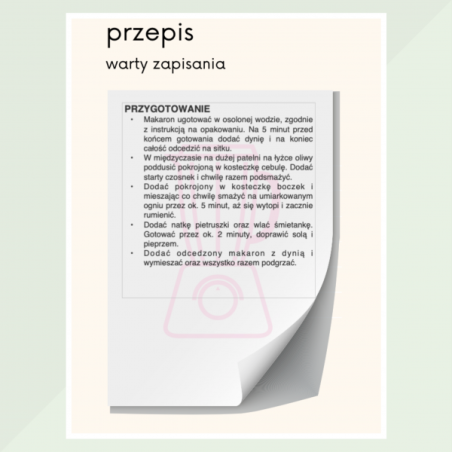 przepis
warty zapisania
PRZYGOTOWANIE
• Makaron ugotować w osolonej wodzie, zgodnie
z instrukcją na opakowaniu. Na 5 minut przed
końcem gotowania dodać dynię i na koniec
całość odcedzić na sitku.
• W międzyczasie na dużej patelni na łyżce oliwy
poddusić pokrojoną w kosteczkę cebulę. Dodać
starty czosnek i chwilę razem podsmażyć.
• Dodać pokrojony w kosteczkę boczek i
mieszając co chwilę smażyć na umiarkowanym
ogniu przez ok. 5 minut, aż się wytopi i zacznie
rumienić.
• Dodać natkę pietruszki oraz wlać śmietankę.
Gotować przez ok. 2 minuty, doprawić solą i
pieprzem.
• Dodać odcedzony makaron z dynią i
wymieszać oraz wszystko razem podgrzać.